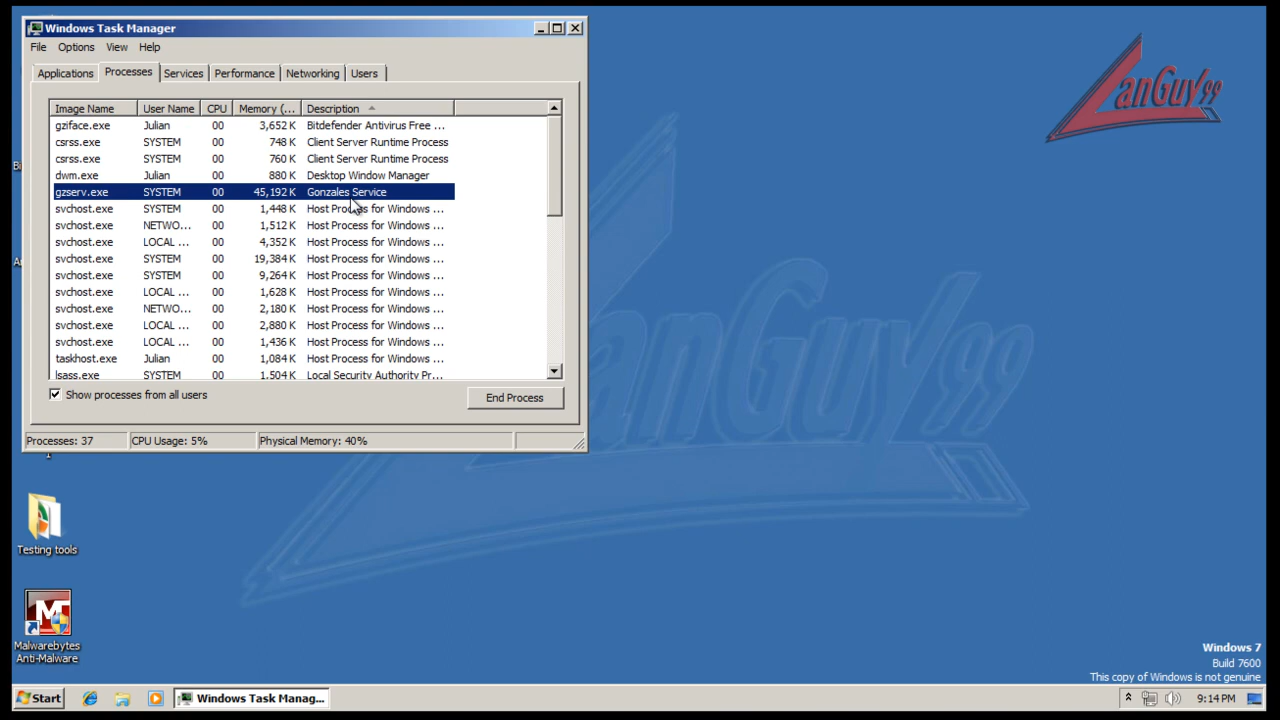 Windows Task Manager
File Options View Help
Applications Processes Services Performance Networking Users
Image Name User Name CPU Memory (... Description
gziface.exe Julian 00 3,652 K Bitdefender Antivirus Free ...
csrss.exe SYSTEM 00 748 K Client Server Runtime Process
csrss.exe SYSTEM 00 760 K Client Server Runtime Process
dwm.exe Julian 00 880 K Desktop Window Manager
gzserv.exe SYSTEM 00 45,192 K Gonzales Service
svchost.exe SYSTEM 00 1,448 K Host Process for Windows ...
svchost.exe NETWO... 00 1,512 K Host Process for Windows ...
svchost.exe LOCAL ... 00 4,352 K Host Process for Windows ...
svchost.exe SYSTEM 00 19,384 K Host Process for Windows ...
svchost.exe SYSTEM 00 9,264 K Host Process for Windows ...
svchost.exe LOCAL ... 00 1,628 K Host Process for Windows ...
svchost.exe NETWO... 00 2,180 K Host Process for Windows ...
svchost.exe LOCAL ... 00 2,880 K Host Process for Windows ...
svchost.exe LOCAL ... 00 1,436 K Host Process for Windows ...
taskhost.exe Julian 00 1,084 K Host Process for Windows ...
lsass.exe SYSTEM 00 1,504 K Local Security Authority Pr...
Show processes from all users
End Process
Processes: 37 CPU Usage: 5% Physical Memory: 40%
LanGuy99
LanGuy99
Testing tools
Malwarebytes
Anti-Malware
Windows 7
Build 7600
This copy of Windows is not genuine
Start Windows Task Manag... 9:14 PM